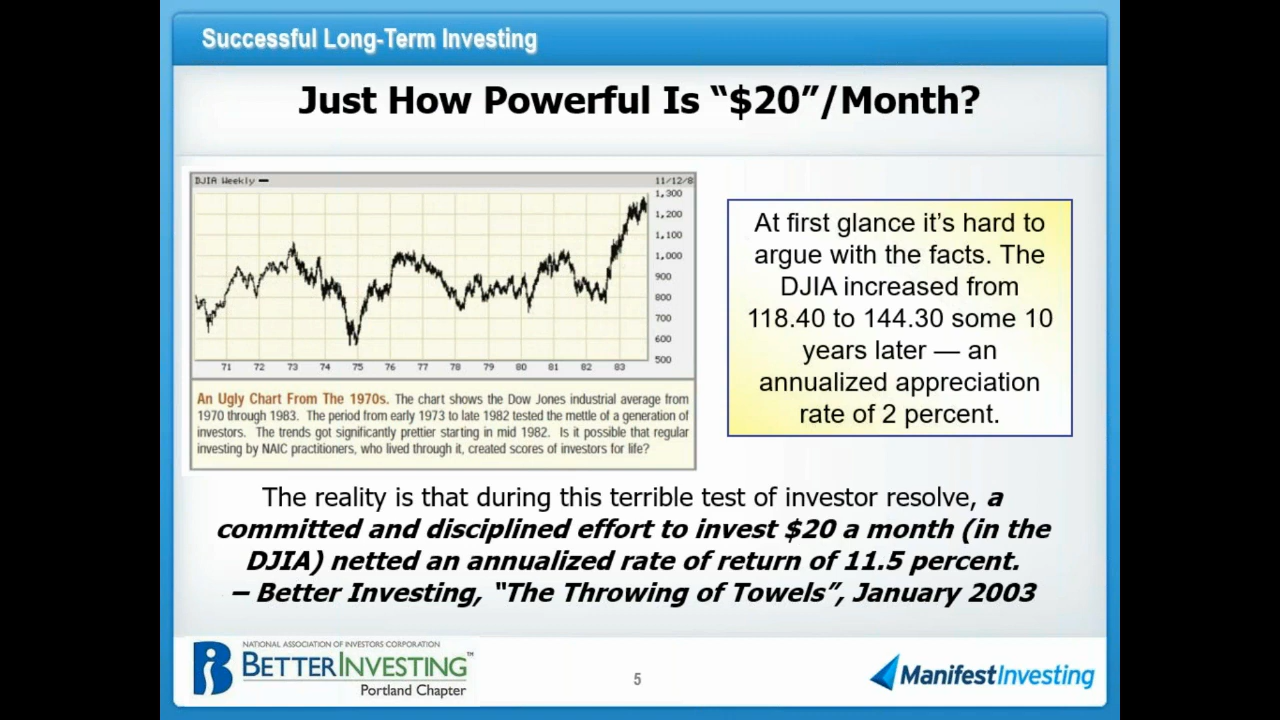 Successful Long-Term Investing
Just How Powerful Is “$20”/Month?
DJIA Weekly
11/12/8
1,300
1,200
1,100
1,000
900
800
700
600
500
71 72 73 74 75 76 77 78 79 80 81 82 83
An Ugly Chart From The 1970s. The chart shows the Dow Jones industrial average from
1970 through 1983. The period from early 1973 to late 1982 tested the mettle of a generation of
investors. The trends got significantly prettier starting in mid 1982. Is it possible that regular
investing by NAIC practitioners, who lived through it, created scores of investors for life?
At first glance it’s hard to
argue with the facts. The
DJIA increased from
118.40 to 144.30 some 10
years later — an
annualized appreciation
rate of 2 percent.
The reality is that during this terrible test of investor resolve, a
committed and disciplined effort to invest $20 a month (in the
DJIA) netted an annualized rate of return of 11.5 percent.
– Better Investing, “The Throwing of Towels”, January 2003
NATIONAL ASSOCIATION OF INVESTORS CORPORATION
BETTERINVESTING™
Portland Chapter
5
ManifestInvesting